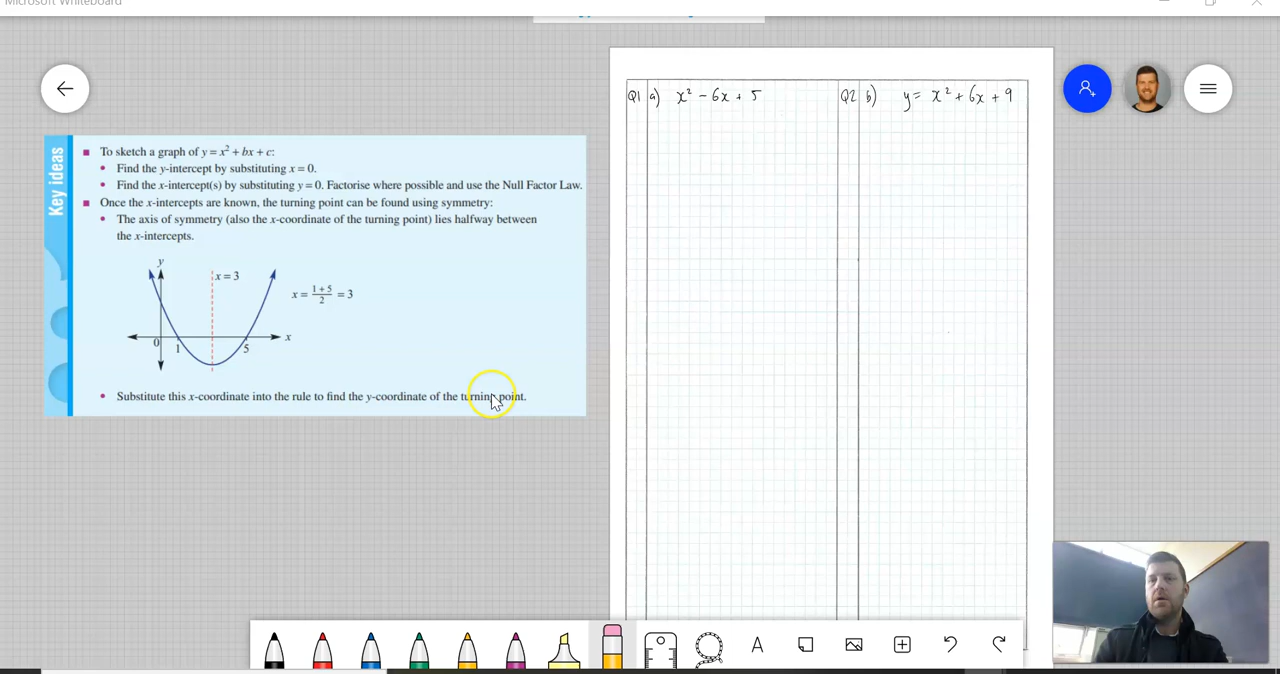 Microsoft Whiteboard
Key ideas
■ To sketch a graph of y = x² + bx + c:
• Find the y-intercept by substituting x = 0.
• Find the x-intercept(s) by substituting y = 0. Factorise where possible and use the Null Factor Law.
■ Once the x-intercepts are known, the turning point can be found using symmetry:
• The axis of symmetry (also the x-coordinate of the turning point) lies halfway between
the x-intercepts.
y
x = 3
x = (1 + 5)/2 = 3
0
1
5
x
• Substitute this x-coordinate into the rule to find the y-coordinate of the turning point.
Q1 a) x² - 6x + 5
Q2 b) y = x² + 6x + 9
A